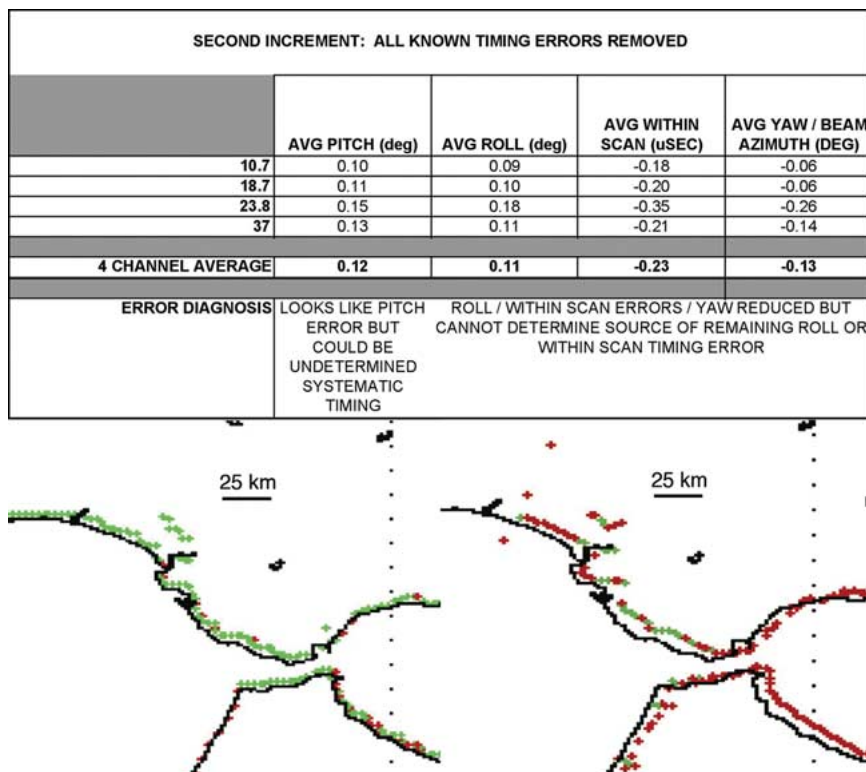 SECOND INCREMENT: ALL KNOWN TIMING ERRORS REMOVED
AVG PITCH (deg) AVG ROLL (deg) AVG WITHIN SCAN (uSEC) AVG YAW / BEAM AZIMUTH (DEG)
10.7 0.10 0.09 -0.18 -0.06
18.7 0.11 0.10 -0.20 -0.06
23.8 0.15 0.18 -0.35 -0.26
37 0.13 0.11 -0.21 -0.14
4 CHANNEL AVERAGE 0.12 0.11 -0.23 -0.13
ERROR DIAGNOSIS
LOOKS LIKE PITCH
ERROR BUT
COULD BE
UNDETERMINED
SYSTEMATIC
TIMING
ROLL / WITHIN SCAN ERRORS / YAW REDUCED BUT
CANNOT DETERMINE SOURCE OF REMAINING ROLL OR
WITHIN SCAN TIMING ERROR
25 km
25 km